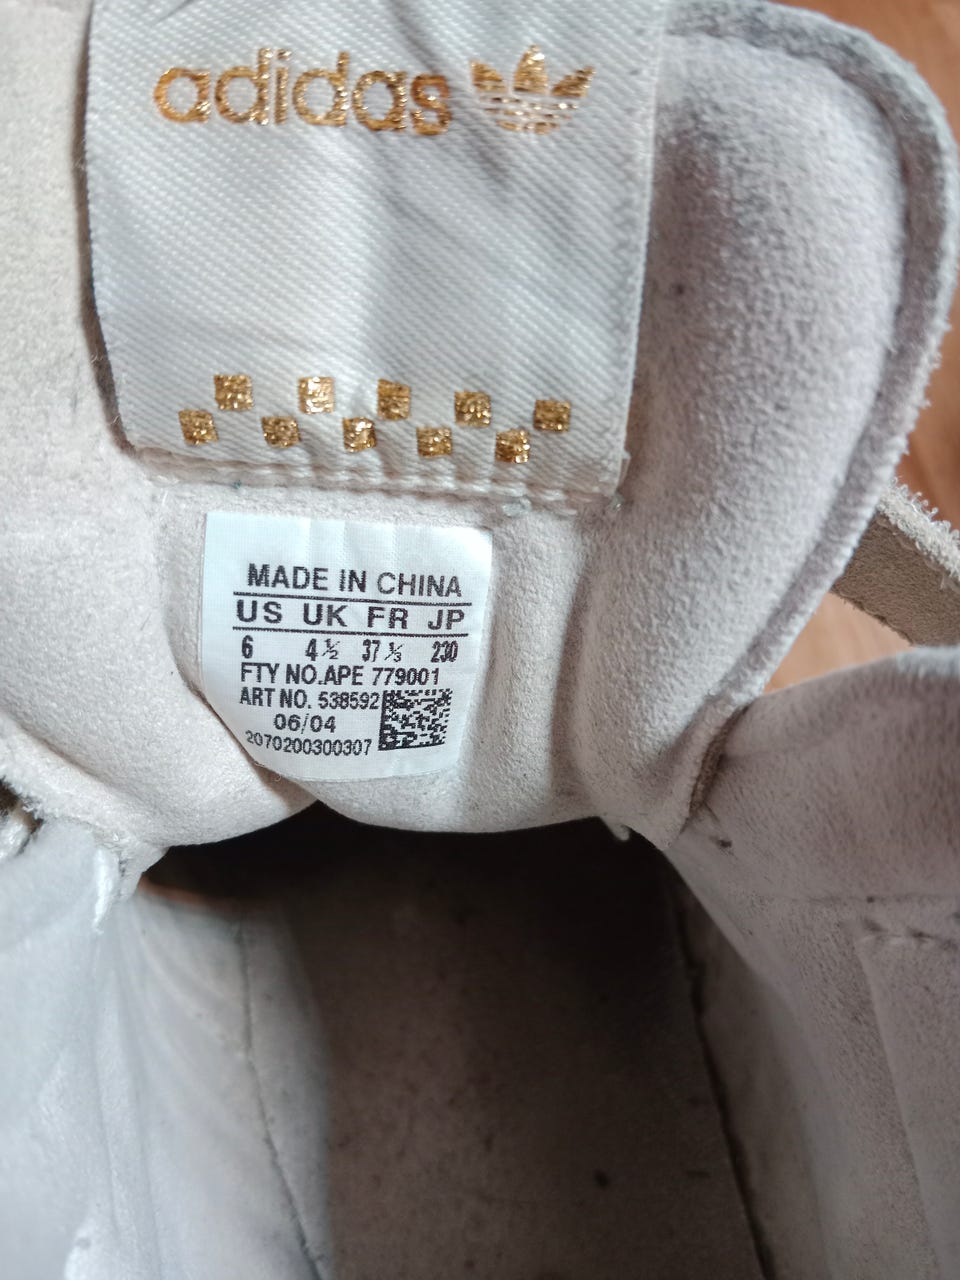 adidas
MADE IN CHINA
US UK FR JP
6 4½ 37⅓ 230
FTY NO.APE 779001
ART NO. 538592
06/04
2070200300307